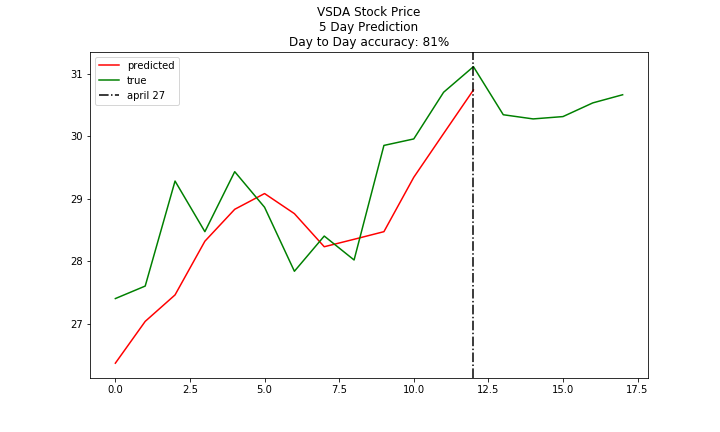 VSDA Stock Price
5 Day Prediction
Day to Day accuracy: 81%
predicted
true
april 27
31
30
29
28
27
0.0 2.5 5.0 7.5 10.0 12.5 15.0 17.5